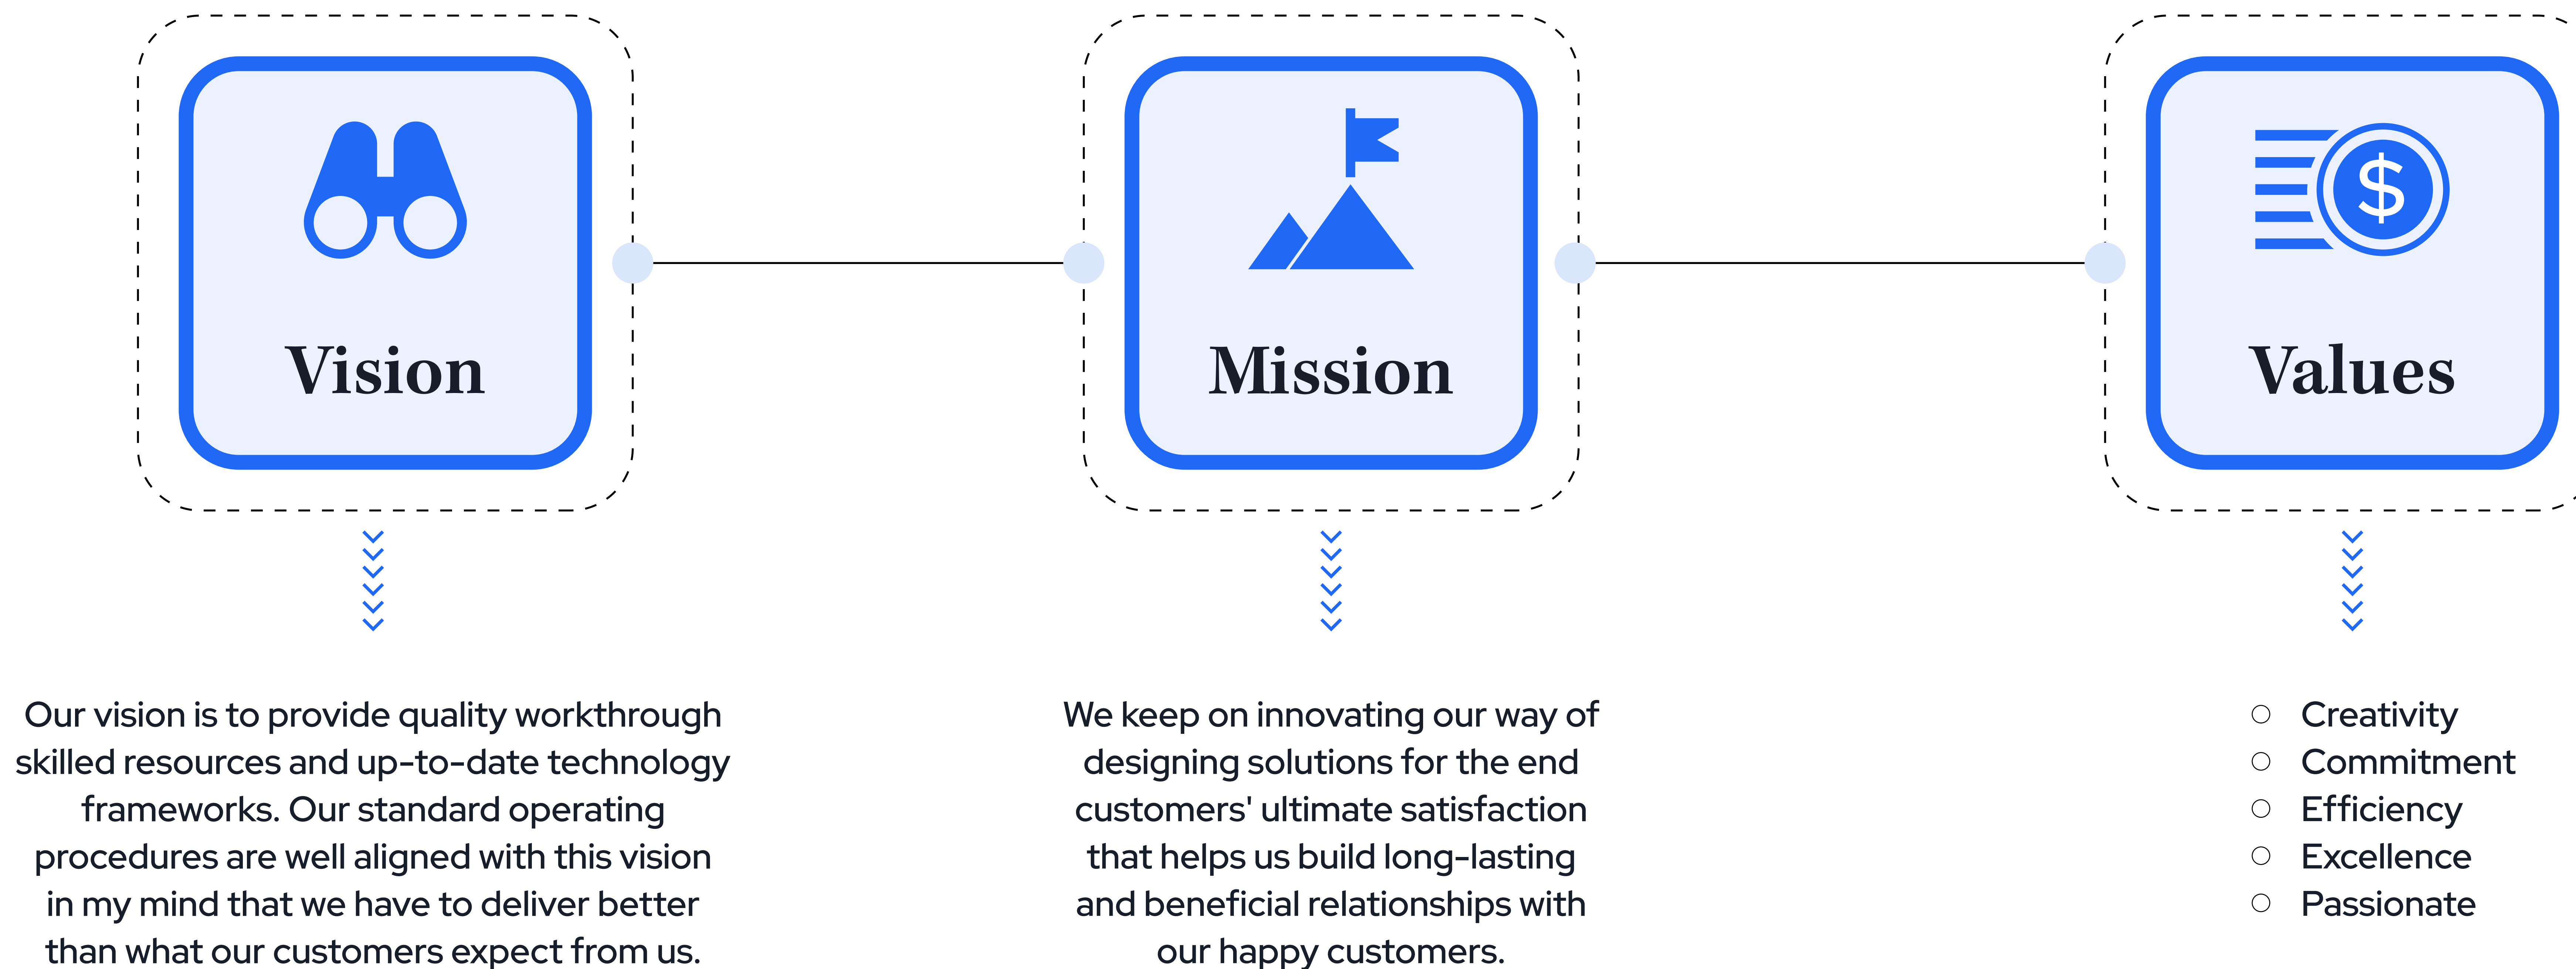 Vision
Mission
Values
Our vision is to provide quality workthrough
skilled resources and up-to-date technology
frameworks. Our standard operating
procedures are well aligned with this vision
in my mind that we have to deliver better
than what our customers expect from us.
We keep on innovating our way of
designing solutions for the end
customers' ultimate satisfaction
that helps us build long-lasting
and beneficial relationships with
our happy customers.
Creativity
Commitment
Efficiency
Excellence
Passionate